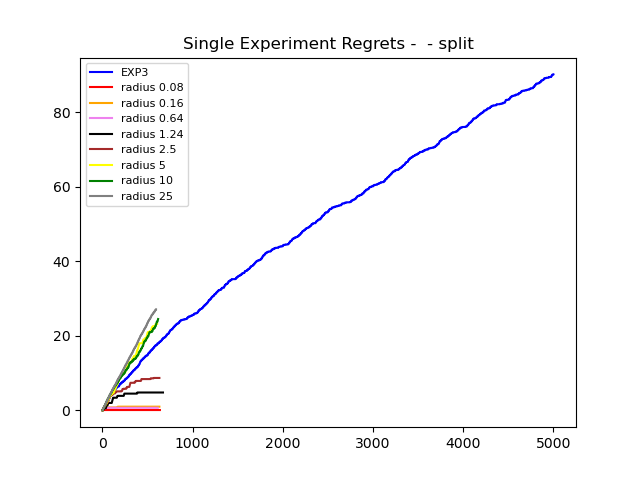 Single Experiment Regrets -  - split
EXP3
radius 0.08
radius 0.16
radius 0.64
radius 1.24
radius 2.5
radius 5
radius 10
radius 25
80
60
40
20
0
0 1000 2000 3000 4000 5000